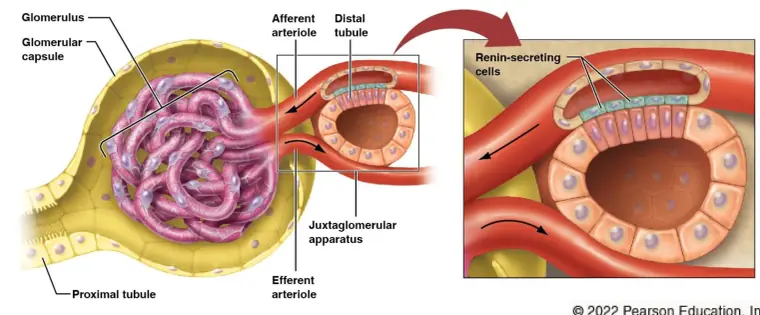 Glomerulus
Glomerular
capsule
Afferent
arteriole
Distal
tubule
Renin-secreting
cells
Juxtaglomerular
apparatus
Efferent
arteriole
Proximal tubule
© 2022 Pearson Education, In